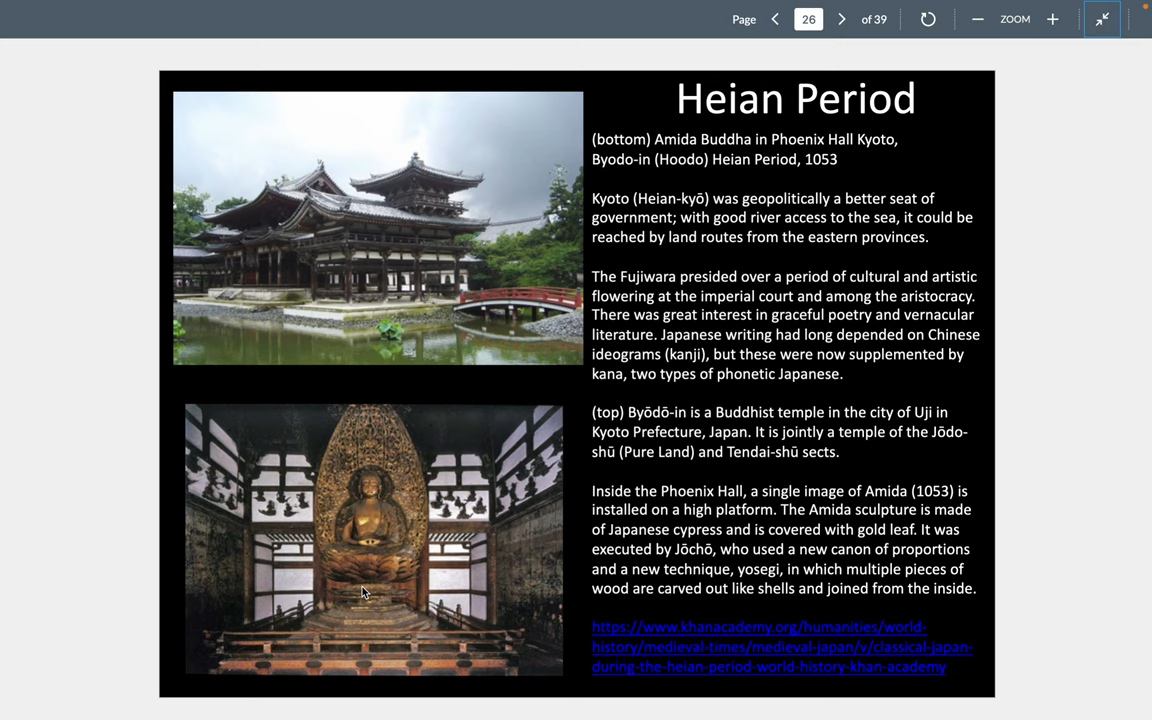 Page 26 of 39 ZOOM
Heian Period
(bottom) Amida Buddha in Phoenix Hall Kyoto,
Byodo-in (Hoodo) Heian Period, 1053
Kyoto (Heian-kyō) was geopolitically a better seat of
government; with good river access to the sea, it could be
reached by land routes from the eastern provinces.
The Fujiwara presided over a period of cultural and artistic
flowering at the imperial court and among the aristocracy.
There was great interest in graceful poetry and vernacular
literature. Japanese writing had long depended on Chinese
ideograms (kanji), but these were now supplemented by
kana, two types of phonetic Japanese.
(top) Byōdō-in is a Buddhist temple in the city of Uji in
Kyoto Prefecture, Japan. It is jointly a temple of the Jōdo-
shū (Pure Land) and Tendai-shū sects.
Inside the Phoenix Hall, a single image of Amida (1053) is
installed on a high platform. The Amida sculpture is made
of Japanese cypress and is covered with gold leaf. It was
executed by Jōchō, who used a new canon of proportions
and a new technique, yosegi, in which multiple pieces of
wood are carved out like shells and joined from the inside.
https://www.khanacademy.org/humanities/world-
history/medieval-times/medieval-japan/v/classical-japan-
during-the-heian-period-world-history-khan-academy